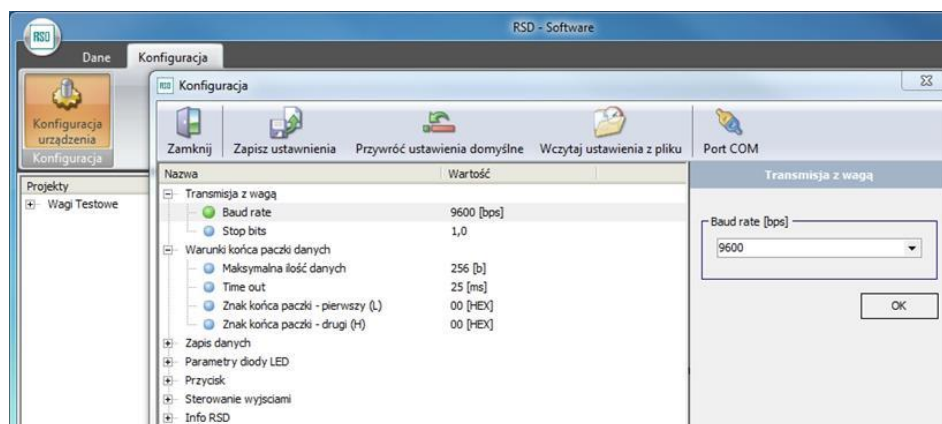 RSD - Software
RSD
Dane Konfiguracja
Konfiguracja
urządzenia
Konfiguracja
RSD Konfiguracja
Zamknij Zapisz ustawnienia Przywróć ustawienia domyślne Wczytaj ustawienia z pliku Port COM
Projekty
Wagi Testowe
Nazwa Wartość
Transmisja z wagą
Baud rate 9600 [bps]
Stop bits 1,0
Warunki końca paczki danych
Maksymalna ilość danych 256 [b]
Time out 25 [ms]
Znak końca paczki - pierwszy (L) 00 [HEX]
Znak końca paczki - drugi (H) 00 [HEX]
Zapis danych
Parametry diody LED
Przycisk
Sterowanie wyjsciami
Info RSD
Transmisja z wagą
Baud rate [bps]
9600
OK